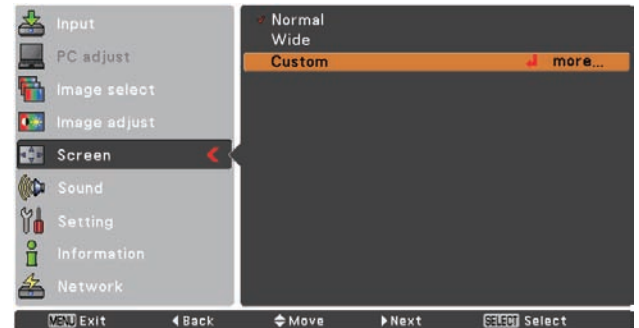 Input
PC adjust
Image select
Image adjust
Screen
Sound
Setting
Information
Network
Normal
Wide
Custom more...
MENU Exit Back Move Next SELECT Select